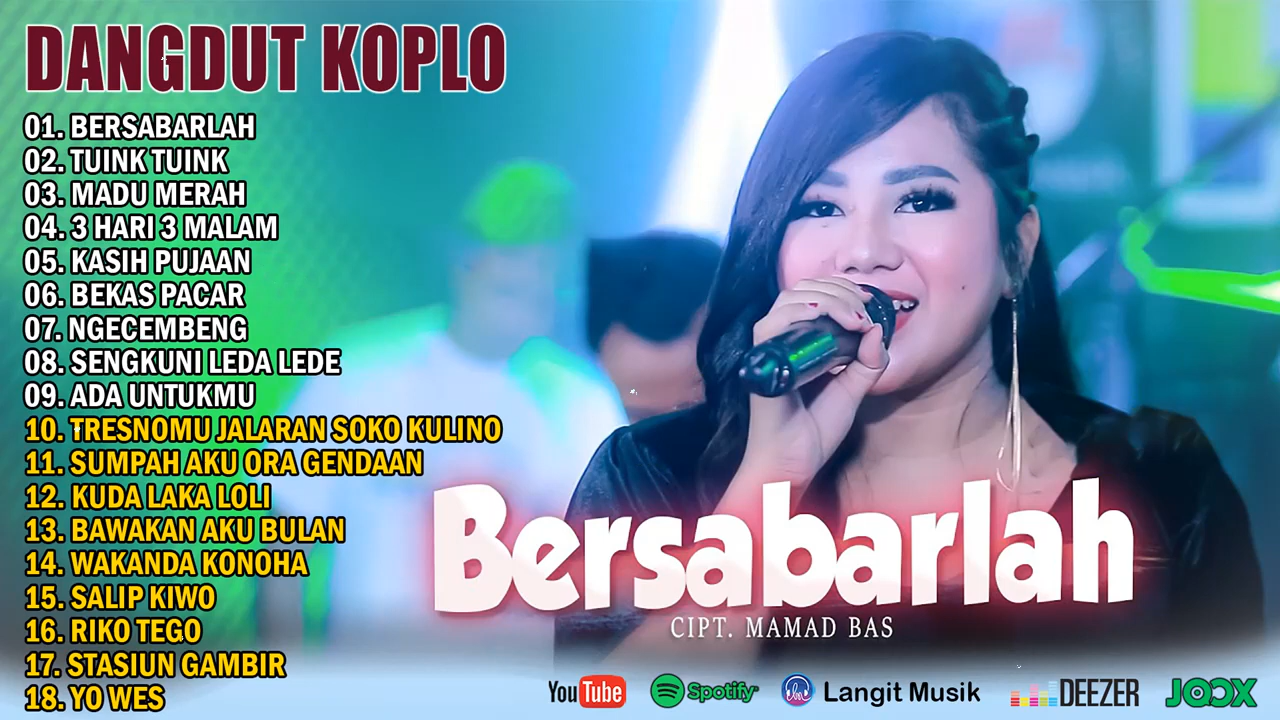 DANGDUT KOPLO
01. BERSABARLAH
02. TUINK TUINK
03. MADU MERAH
04. 3 HARI 3 MALAM
05. KASIH PUJAAN
06. BEKAS PACAR
07. NGECEMBENG
08. SENGKUNI LEDA LEDE
09. ADA UNTUKMU
10. TRESNOMU JALARAN SOKO KULINO
11. SUMPAH AKU ORA GENDAAN
12. KUDA LAKA LOLI
13. BAWAKAN AKU BULAN
14. WAKANDA KONOHA
15. SALIP KIWO
16. RIKO TEGO
17. STASIUN GAMBIR
18. YO WES
Bersabarlah
CIPT. MAMAD BAS
YouTube Spotify Langit Musik DEEZER JOOX